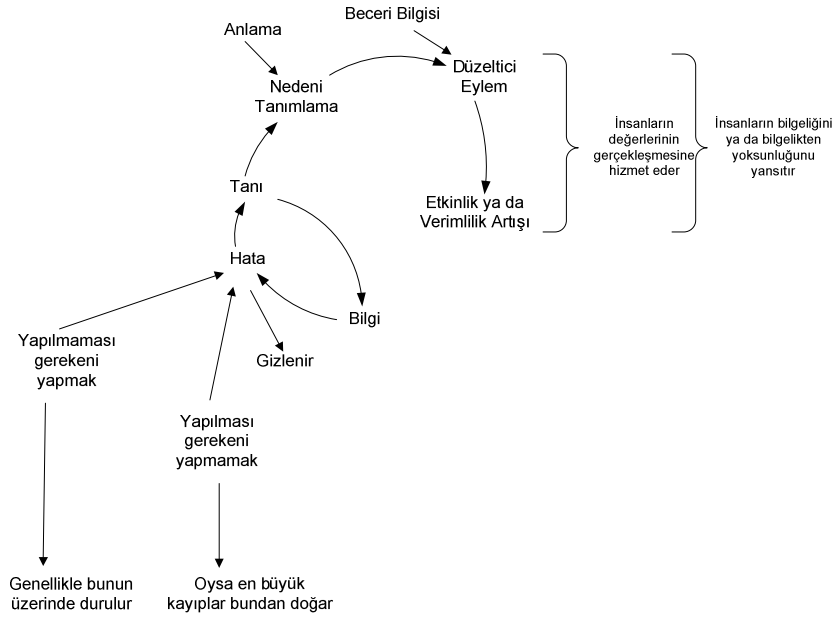 Beceri Bilgisi
Anlama
Düzeltici
Eylem
Nedeni
Tanımlama
İnsanların
değerlerinin
gerçekleşmesine
hizmet eder
İnsanların bilgeliğini
ya da bilgelikten
yoksunluğunu
yansıtır
Tanı
Etkinlik ya da
Verimlilik Artışı
Hata
Bilgi
Yapılmaması
gerekeni
yapmak
Gizlenir
Yapılması
gerekeni
yapmamak
Genellikle bunun
üzerinde durulur
Oysa en büyük
kayıplar bundan doğar